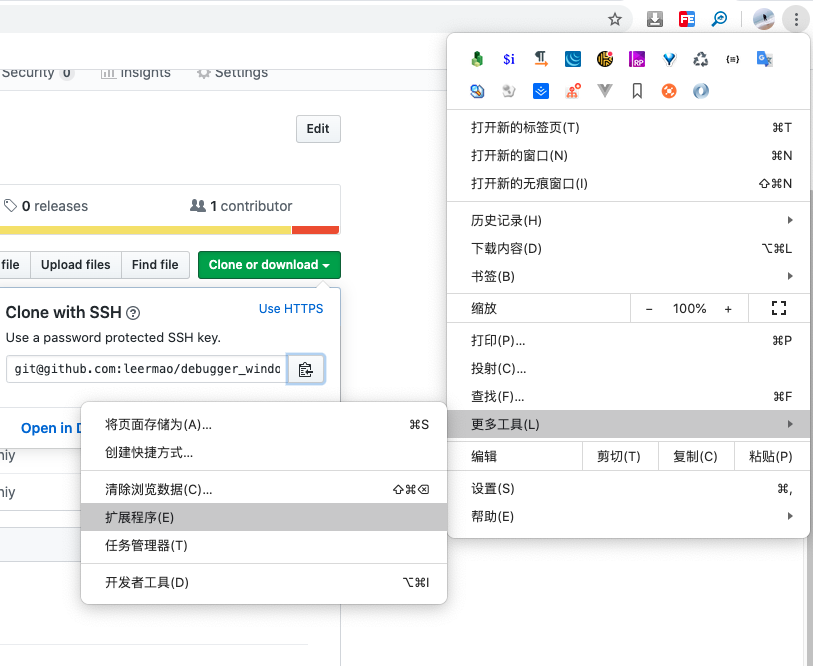 FE
$i
RP
{≡}
Security 0 Insights Settings
打开新的标签页(T) ⌘T
打开新的窗口(N) ⌘N
打开新的无痕窗口(I) ⇧⌘N
历史记录(H)
下载内容(D) ⌥⌘L
书签(B)
缩放 − 100% +
打印(P)... ⌘P
投射(C)...
查找(F)... ⌘F
更多工具(L)
编辑 剪切(T) 复制(C) 粘贴(P)
设置(S) ⌘,
帮助(E)
Edit
0 releases 1 contributor
file Upload files Find file Clone or download
Clone with SSH Use HTTPS
Use a password protected SSH key.
git@github.com:leermao/debugger_windo
Open in D
niy
niy
将页面存储为(A)... ⌘S
创建快捷方式...
清除浏览数据(C)... ⇧⌘⌫
扩展程序(E)
任务管理器(T)
开发者工具(D) ⌥⌘I